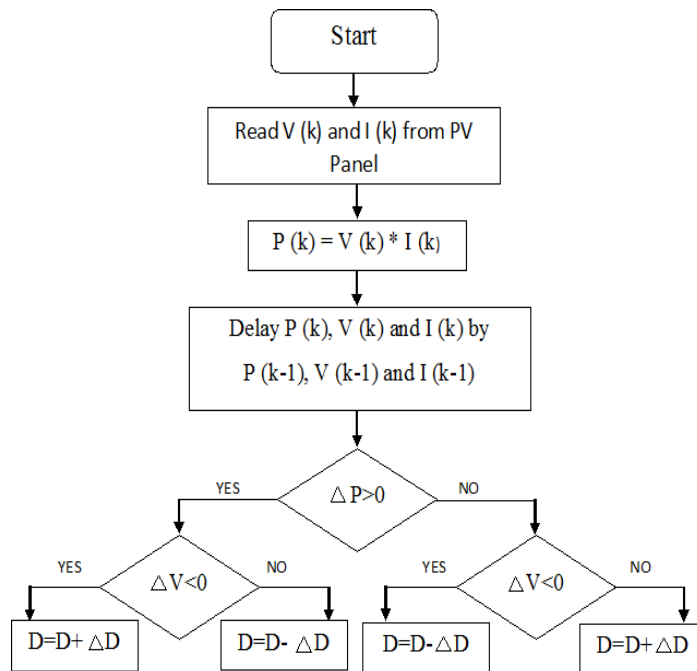 Start
Read V (k) and I (k) from PV
Panel
P (k) = V (k) * I (k)
Delay P (k), V (k) and I (k) by
P (k-1), V (k-1) and I (k-1)
△ P>0
YES
NO
△V<0
YES
NO
△V<0
YES
NO
D=D+ △D
D=D- △D
D=D-△D
D=D+△D